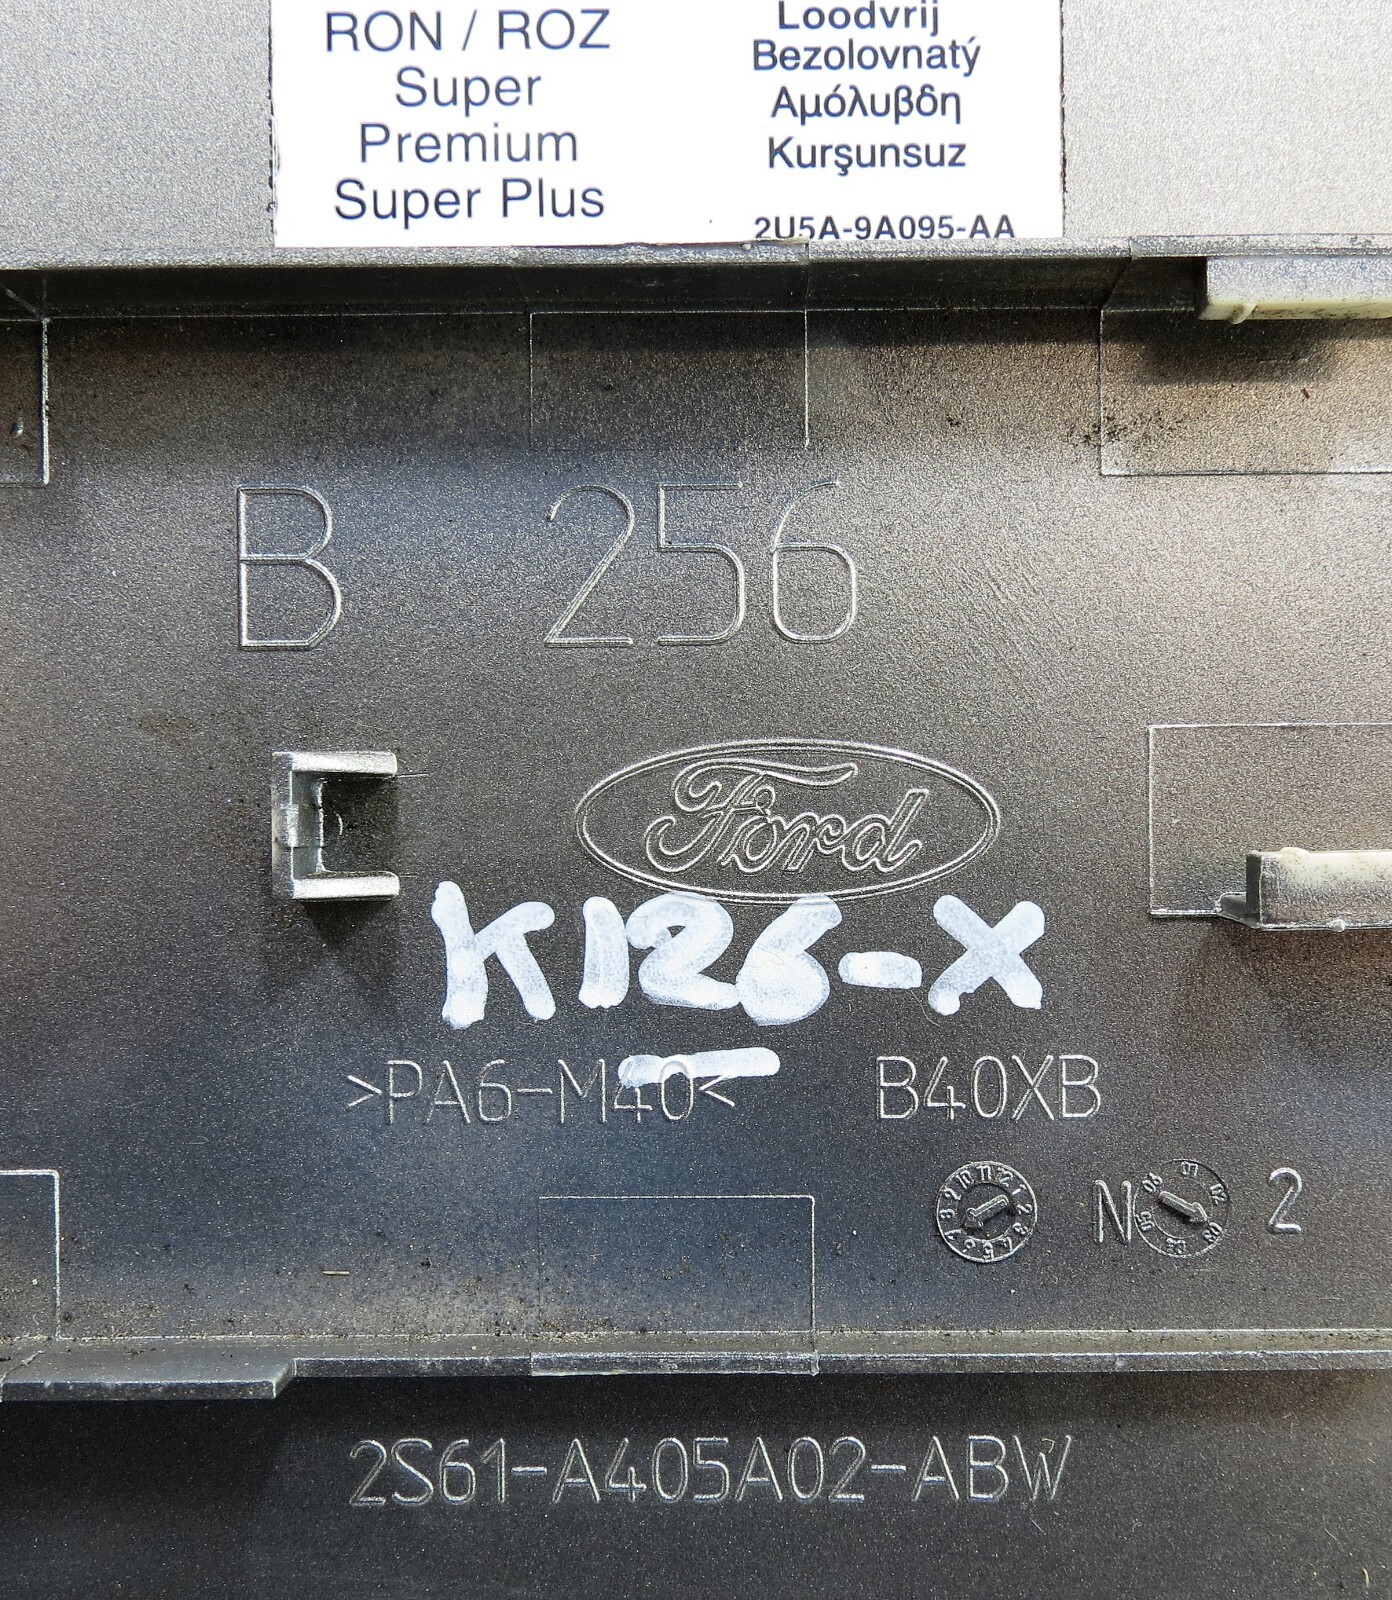 RON / ROZ
Super
Premium
Super Plus
Loodvrij
Bezolovnatý
Αμόλυβδη
Kurşunsuz
2U5A-9A095-AA
B 256
Ford
K126-X
>PA6-M40< B40XB
N 2
2S61-A405A02-ABW